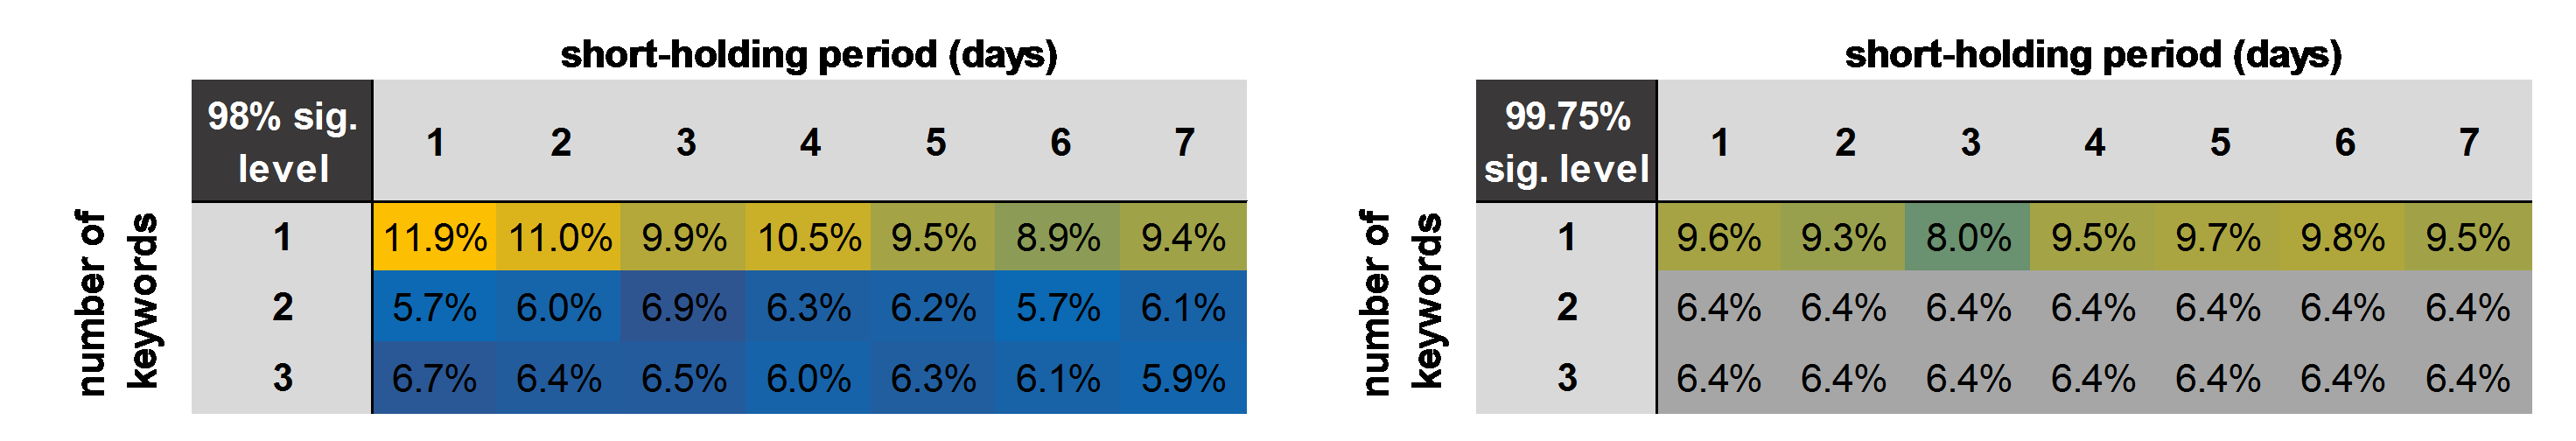 short-holding period (days)
98% sig.
level
1 2 3 4 5 6 7
number of
keywords
1 11.9% 11.0% 9.9% 10.5% 9.5% 8.9% 9.4%
2 5.7% 6.0% 6.9% 6.3% 6.2% 5.7% 6.1%
3 6.7% 6.4% 6.5% 6.0% 6.3% 6.1% 5.9%
short-holding period (days)
99.75%
sig. level
1 2 3 4 5 6 7
number of
keywords
1 9.6% 9.3% 8.0% 9.5% 9.7% 9.8% 9.5%
2 6.4% 6.4% 6.4% 6.4% 6.4% 6.4% 6.4%
3 6.4% 6.4% 6.4% 6.4% 6.4% 6.4% 6.4%